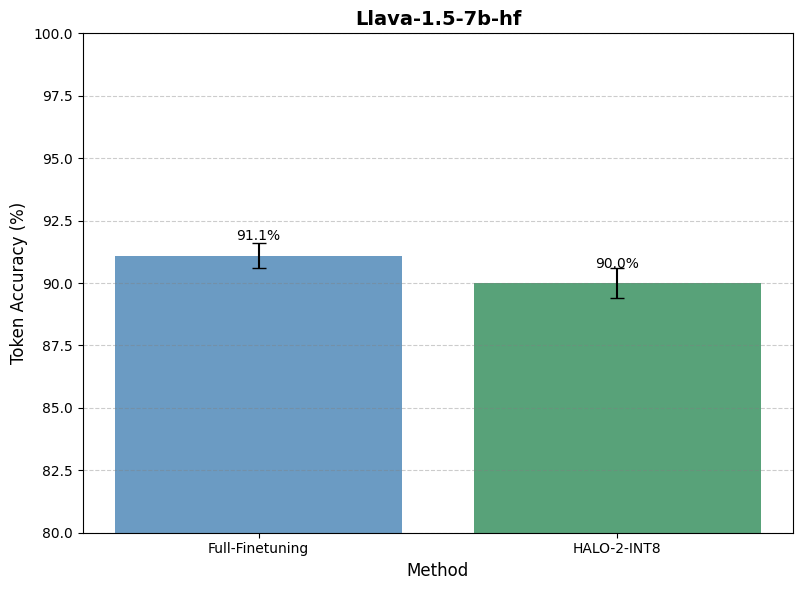 Llava-1.5-7b-hf
Token Accuracy (%)
100.0
97.5
95.0
92.5
90.0
87.5
85.0
82.5
80.0
91.1%
90.0%
Full-Finetuning
HALO-2-INT8
Method